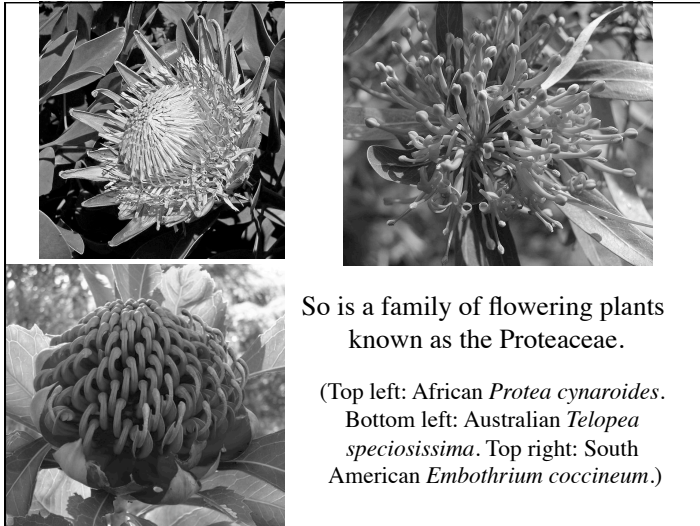 So is a family of flowering plants
known as the Proteaceae.
(Top left: African Protea cynaroides.
Bottom left: Australian Telopea
speciosissima. Top right: South
American Embothrium coccineum.)